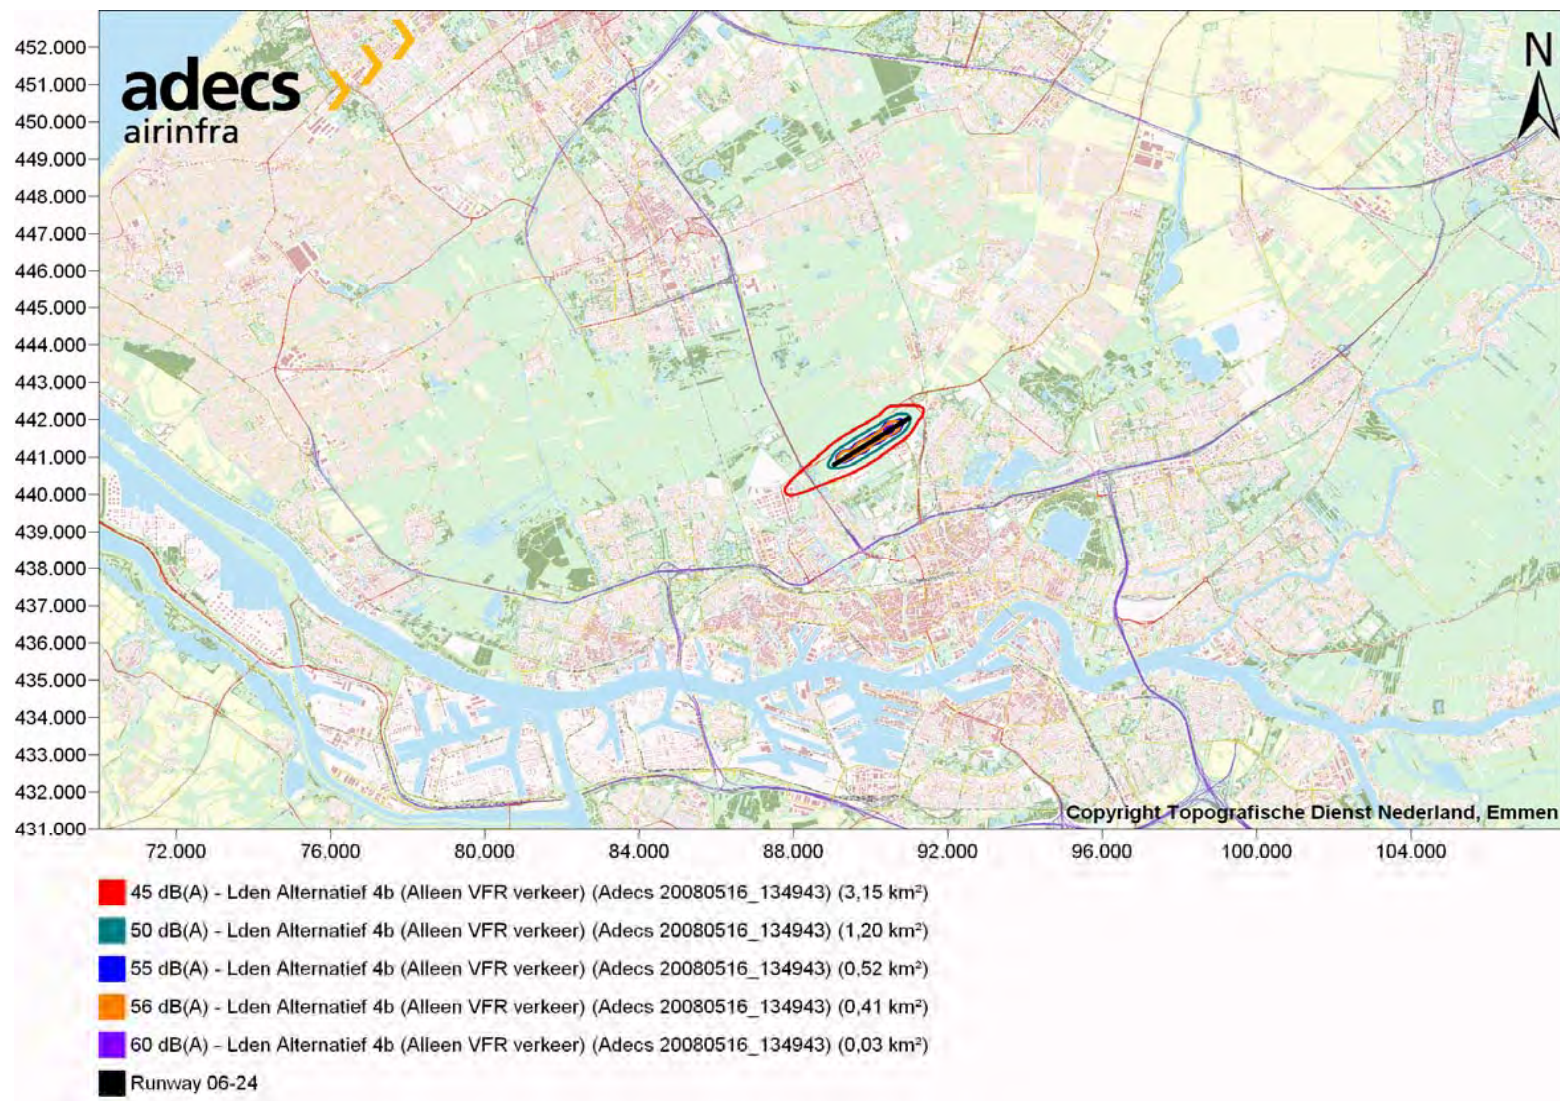 adecs
airinfra
N
452.000
451.000
450.000
449.000
448.000
447.000
446.000
445.000
444.000
443.000
442.000
441.000
440.000
439.000
438.000
437.000
436.000
435.000
434.000
433.000
432.000
431.000
Copyright Topografische Dienst Nederland, Emmen
72.000 76.000 80.000 84.000 88.000 92.000 96.000 100.000 104.000
45 dB(A) - Lden Alternatief 4b (Alleen VFR verkeer) (Adecs 20080516_134943) (3,15 km²)
50 dB(A) - Lden Alternatief 4b (Alleen VFR verkeer) (Adecs 20080516_134943) (1,20 km²)
55 dB(A) - Lden Alternatief 4b (Alleen VFR verkeer) (Adecs 20080516_134943) (0,52 km²)
56 dB(A) - Lden Alternatief 4b (Alleen VFR verkeer) (Adecs 20080516_134943) (0,41 km²)
60 dB(A) - Lden Alternatief 4b (Alleen VFR verkeer) (Adecs 20080516_134943) (0,03 km²)
Runway 06-24